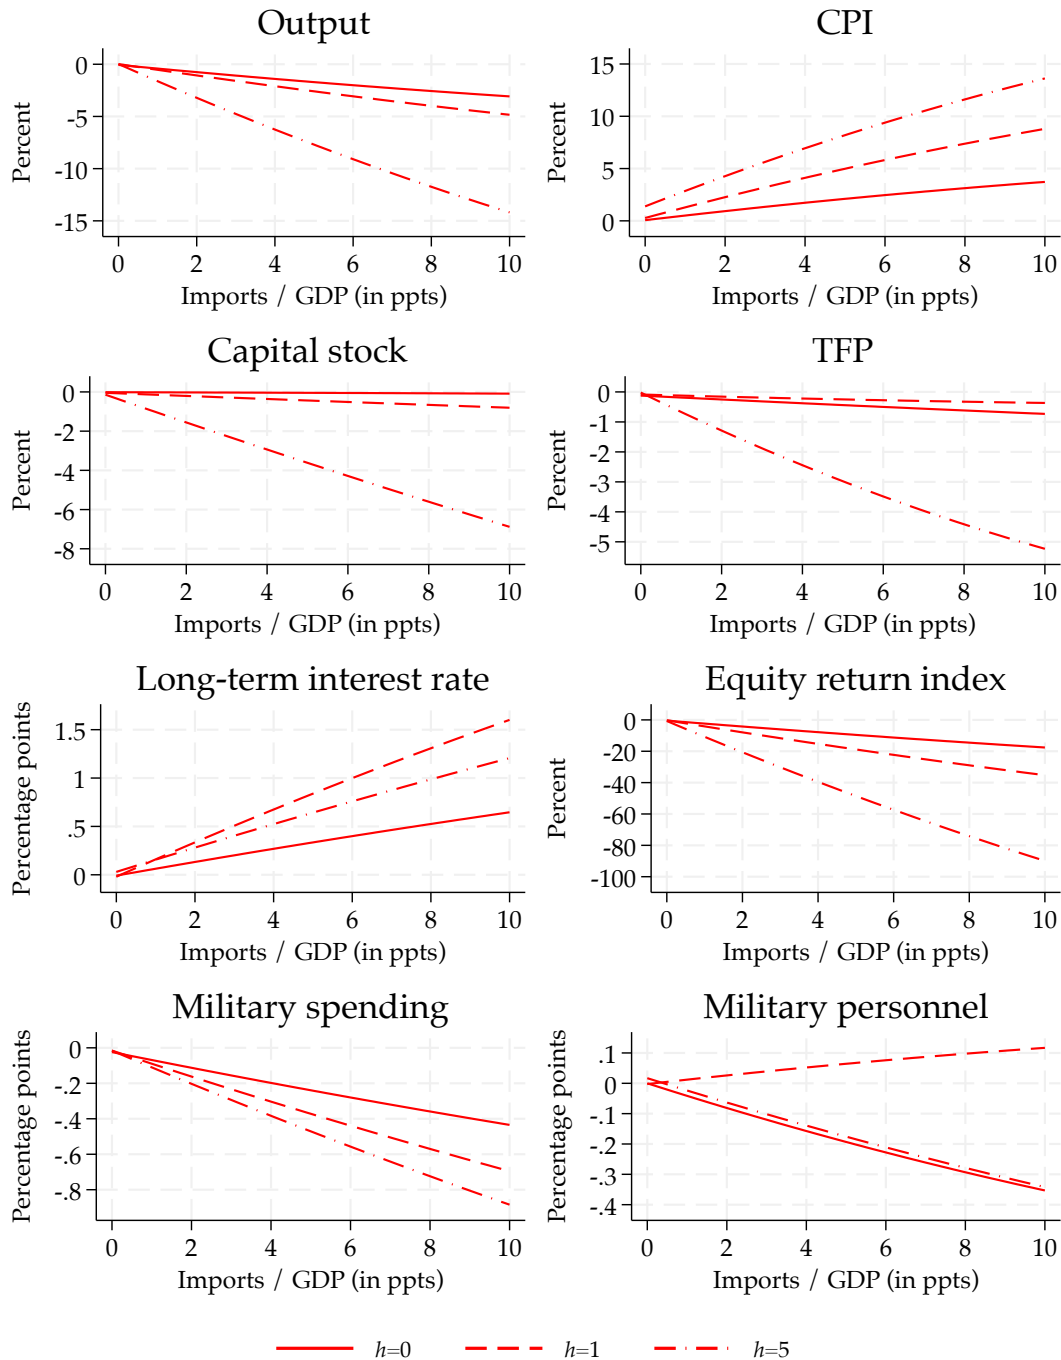 Output
Percent
0
-5
-10
-15
0 2 4 6 8 10
Imports / GDP (in ppts)
CPI
Percent
15
10
5
0
0 2 4 6 8 10
Imports / GDP (in ppts)
Capital stock
Percent
0
-2
-4
-6
-8
0 2 4 6 8 10
Imports / GDP (in ppts)
TFP
Percent
0
-1
-2
-3
-4
-5
0 2 4 6 8 10
Imports / GDP (in ppts)
Long-term interest rate
Percentage points
1.5
1
.5
0
0 2 4 6 8 10
Imports / GDP (in ppts)
Equity return index
Percent
0
-20
-40
-60
-80
-100
0 2 4 6 8 10
Imports / GDP (in ppts)
Military spending
Percentage points
0
-.2
-.4
-.6
-.8
0 2 4 6 8 10
Imports / GDP (in ppts)
Military personnel
Percentage points
.1
0
-.1
-.2
-.3
-.4
0 2 4 6 8 10
Imports / GDP (in ppts)
h=0 h=1 h=5